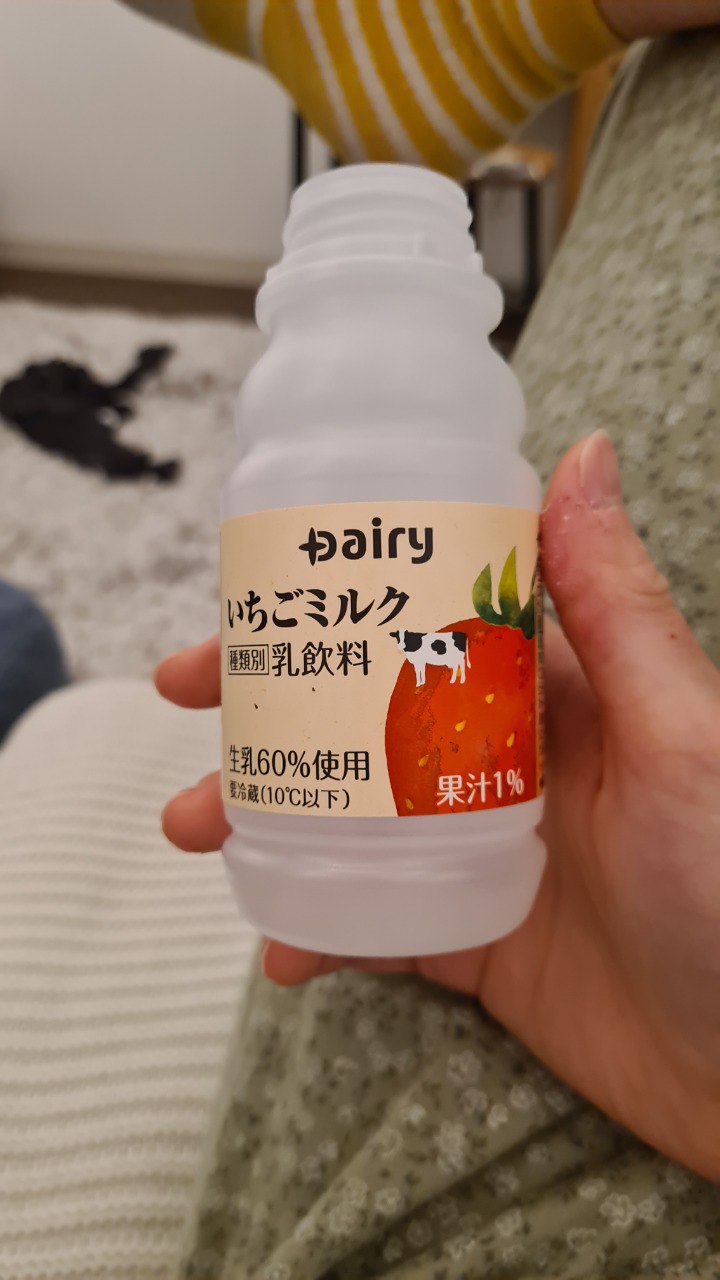 Dairy
いちごミルク
種類別 乳飲料
生乳60%使用
要冷蔵(10℃以下)
果汁1%